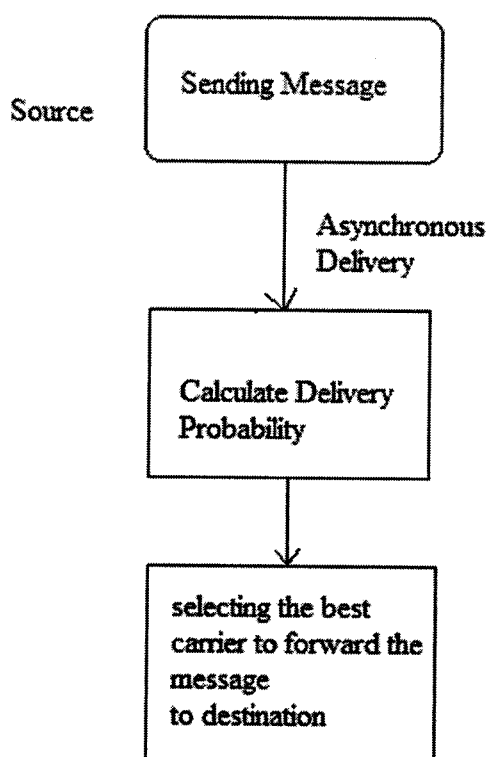 Sending Message
Source
Asynchronous
Delivery
Calculate Delivery
Probability
selecting the best
carrier to forward the
message
to destination